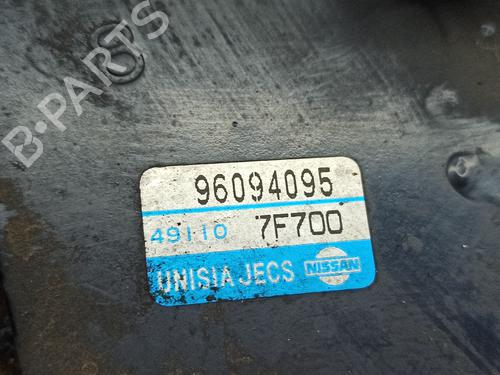 B-PARTS
96094095
49110 7F700
UNISIA JECS NISSAN